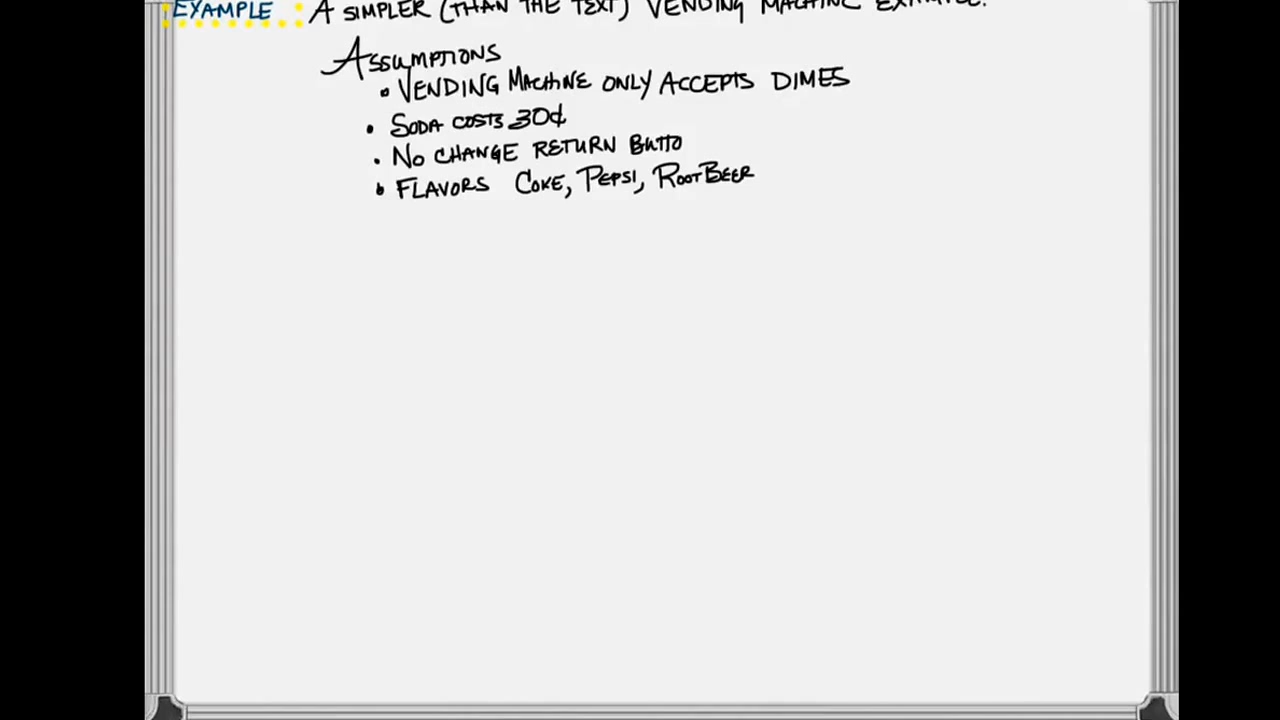 EXAMPLE A SIMPLER (THAN THE TEXT) VENDING MACHINE EXAMPLE.
ASSUMPTIONS
• VENDING MACHINE ONLY ACCEPTS DIMES
• SODA COSTS 30¢
• NO CHANGE RETURN BUTTO
• FLAVORS COKE, PEPSI, ROOTBEER